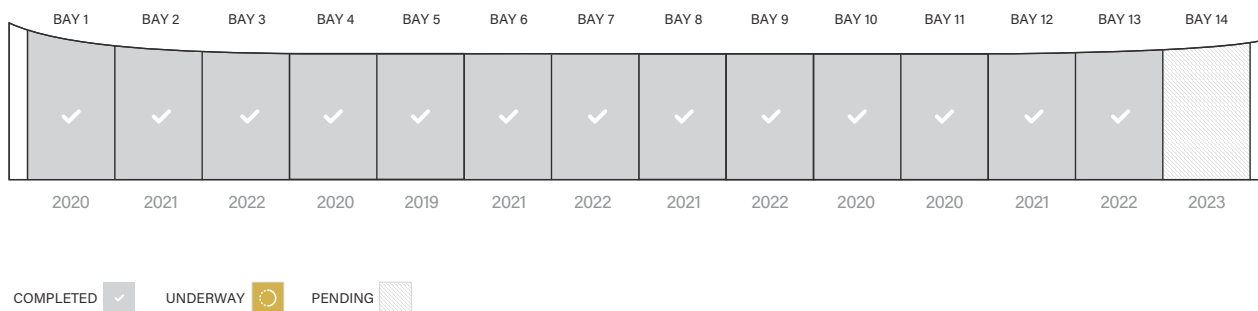 BAY 1 BAY 2 BAY 3 BAY 4 BAY 5 BAY 6 BAY 7 BAY 8 BAY 9 BAY 10 BAY 11 BAY 12 BAY 13 BAY 14
2020 2021 2022 2020 2019 2021 2022 2021 2022 2020 2020 2021 2022 2023
COMPLETED UNDERWAY PENDING